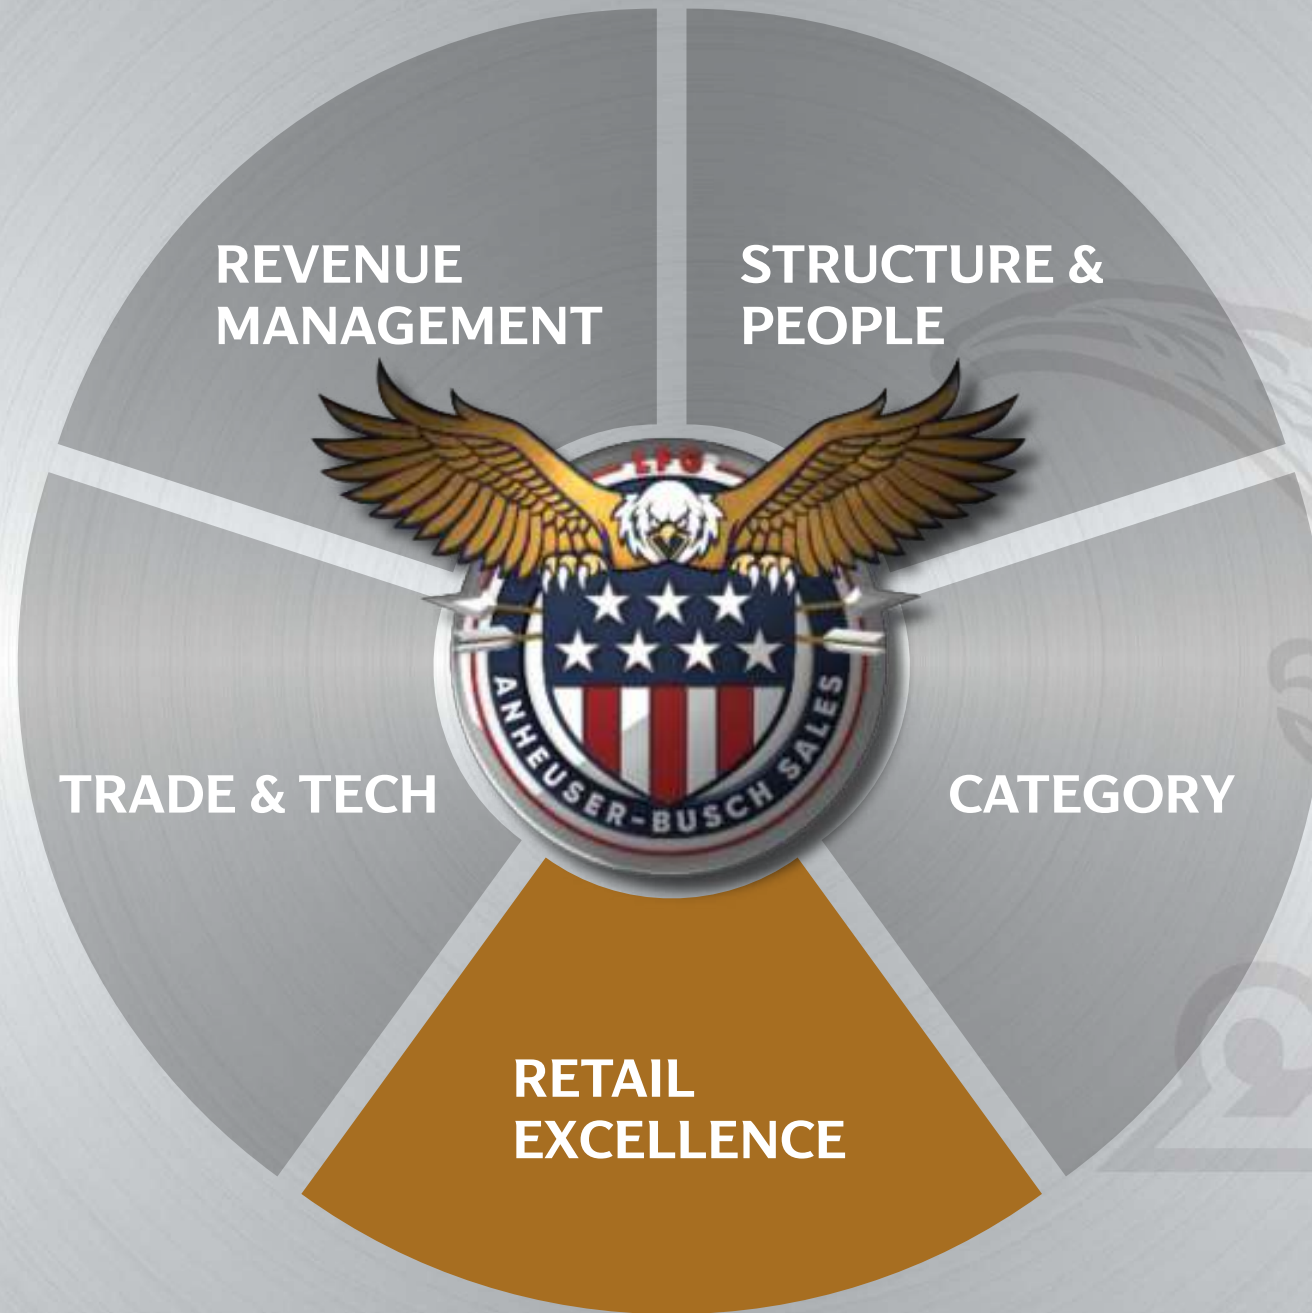 REVENUE
MANAGEMENT
STRUCTURE &
PEOPLE
ANHEUSER-BUSCH SALES
TRADE & TECH
CATEGORY
RETAIL
EXCELLENCE